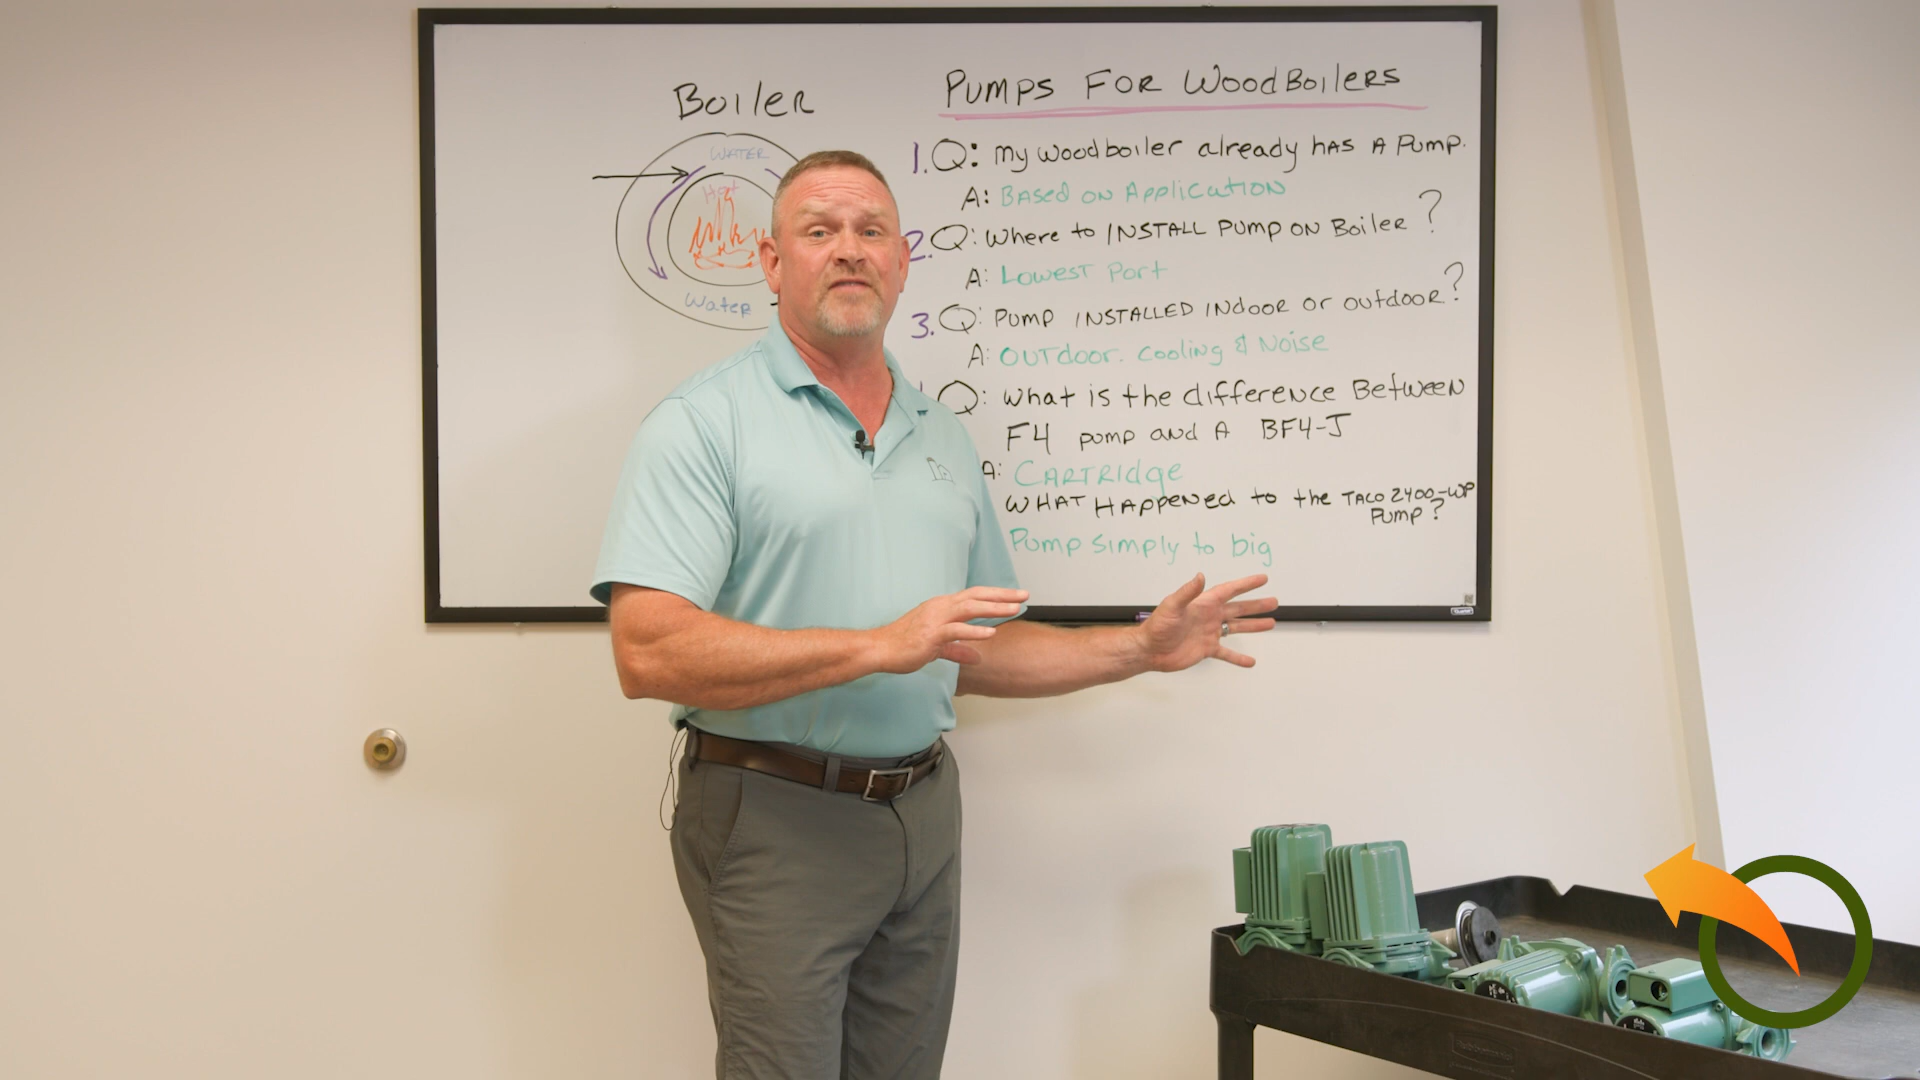 Boiler
WATER
Hot
Water
Pumps For WoodBoilers
1. Q: my woodboiler already has a Pump.
A: Based on Application
2. Q: Where to INSTALL Pump on Boiler?
A: Lowest Port
3. Q: Pump INSTALLED INdoor or outdoor?
A: OUTdoor. Cooling & Noise
Q: What is the difference Between
F4 pump and A BF4-J
A: CARTRIdge
WHAT HAppened to the TACO 2400-WP
Pump?
Pump simply to big